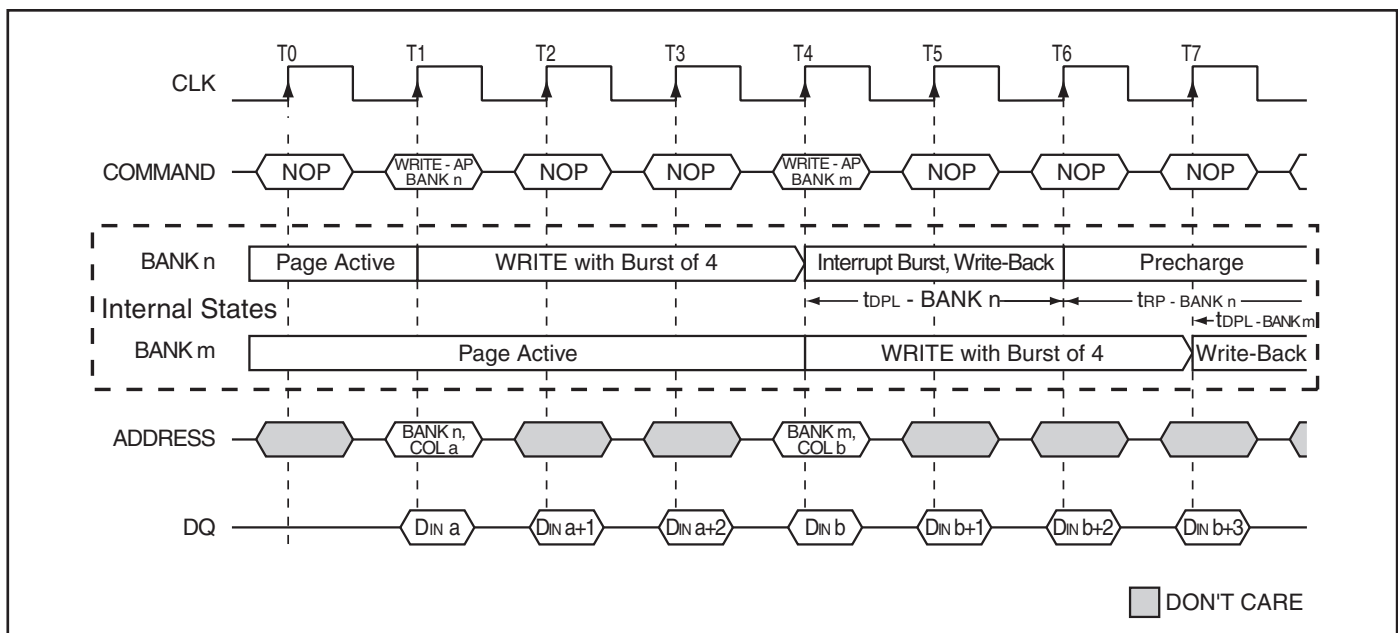 T0 T1 T2 T3 T4 T5 T6 T7
CLK
COMMAND NOP WRITE - AP BANK n NOP NOP WRITE - AP BANK m NOP NOP NOP
BANK n Page Active WRITE with Burst of 4 Interrupt Burst, Write-Back Precharge
tDPL - BANK n tRP - BANK n
Internal States
tDPL - BANK m
BANK m Page Active WRITE with Burst of 4 Write-Back
ADDRESS BANK n, COL a BANK m, COL b
DQ DIN a DIN a+1 DIN a+2 DIN b DIN b+1 DIN b+2 DIN b+3
DON'T CARE